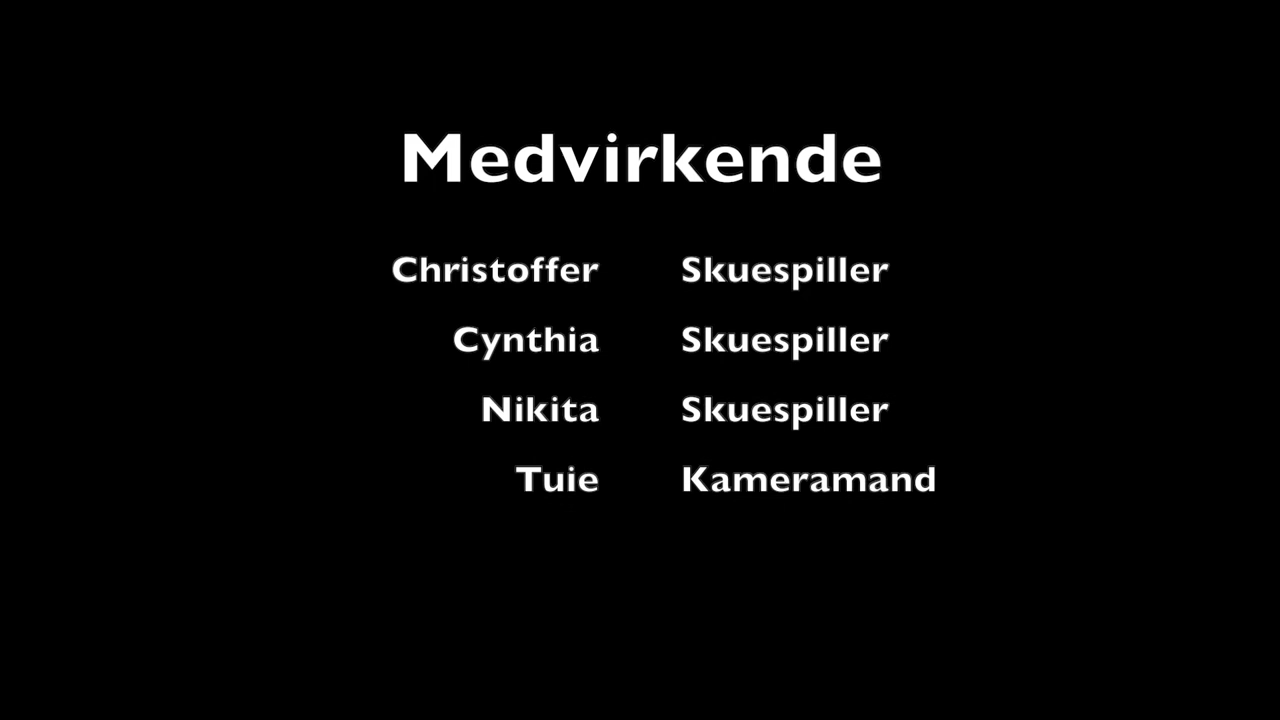 Medvirkende
Christoffer Skuespiller
Cynthia Skuespiller
Nikita Skuespiller
Tuie Kameramand